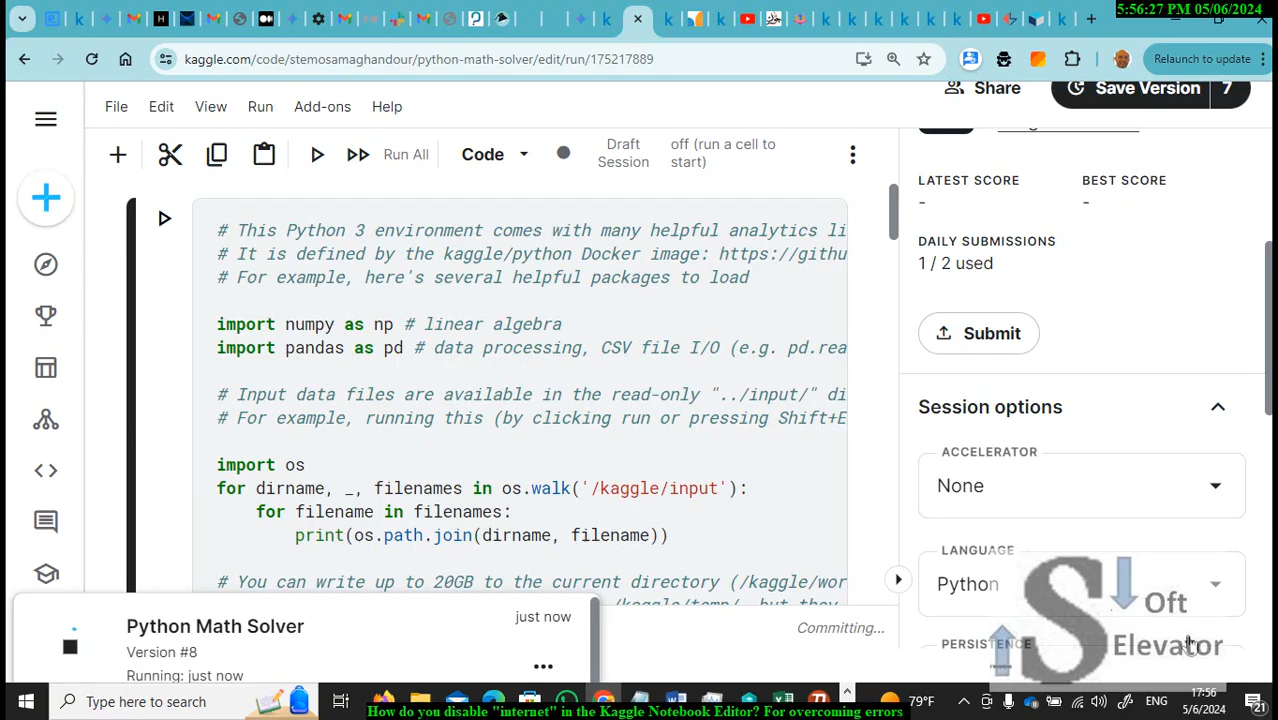 5:56:27 PM 05/06/2024
kaggle.com/code/stemosamaghandour/python-math-solver/edit/run/175217889
Relaunch to update
File Edit View Run Add-ons Help
Share
Save Version 7
Run All
Code
Draft Session
off (run a cell to start)
# This Python 3 environment comes with many helpful analytics li
# It is defined by the kaggle/python Docker image: https://githu
# For example, here's several helpful packages to load
import numpy as np # linear algebra
import pandas as pd # data processing, CSV file I/O (e.g. pd.rea
# Input data files are available in the read-only "../input/" di
# For example, running this (by clicking run or pressing Shift+E
import os
for dirname, _, filenames in os.walk('/kaggle/input'):
for filename in filenames:
print(os.path.join(dirname, filename))
# You can write up to 20GB to the current directory (/kaggle/wor
/kaggle/temp/, but they
LATEST SCORE
-
BEST SCORE
-
DAILY SUBMISSIONS
1 / 2 used
Submit
Session options
ACCELERATOR
None
LANGUAGE
Python
PERSISTENCE
S Oft
Elevator
Python Math Solver
just now
Version #8
Running: just now
Committing...
Type here to search
79°F
ENG
17:56
5/6/2024
21
How do you disable "internet" in the Kaggle Notebook Editor? For overcoming errors